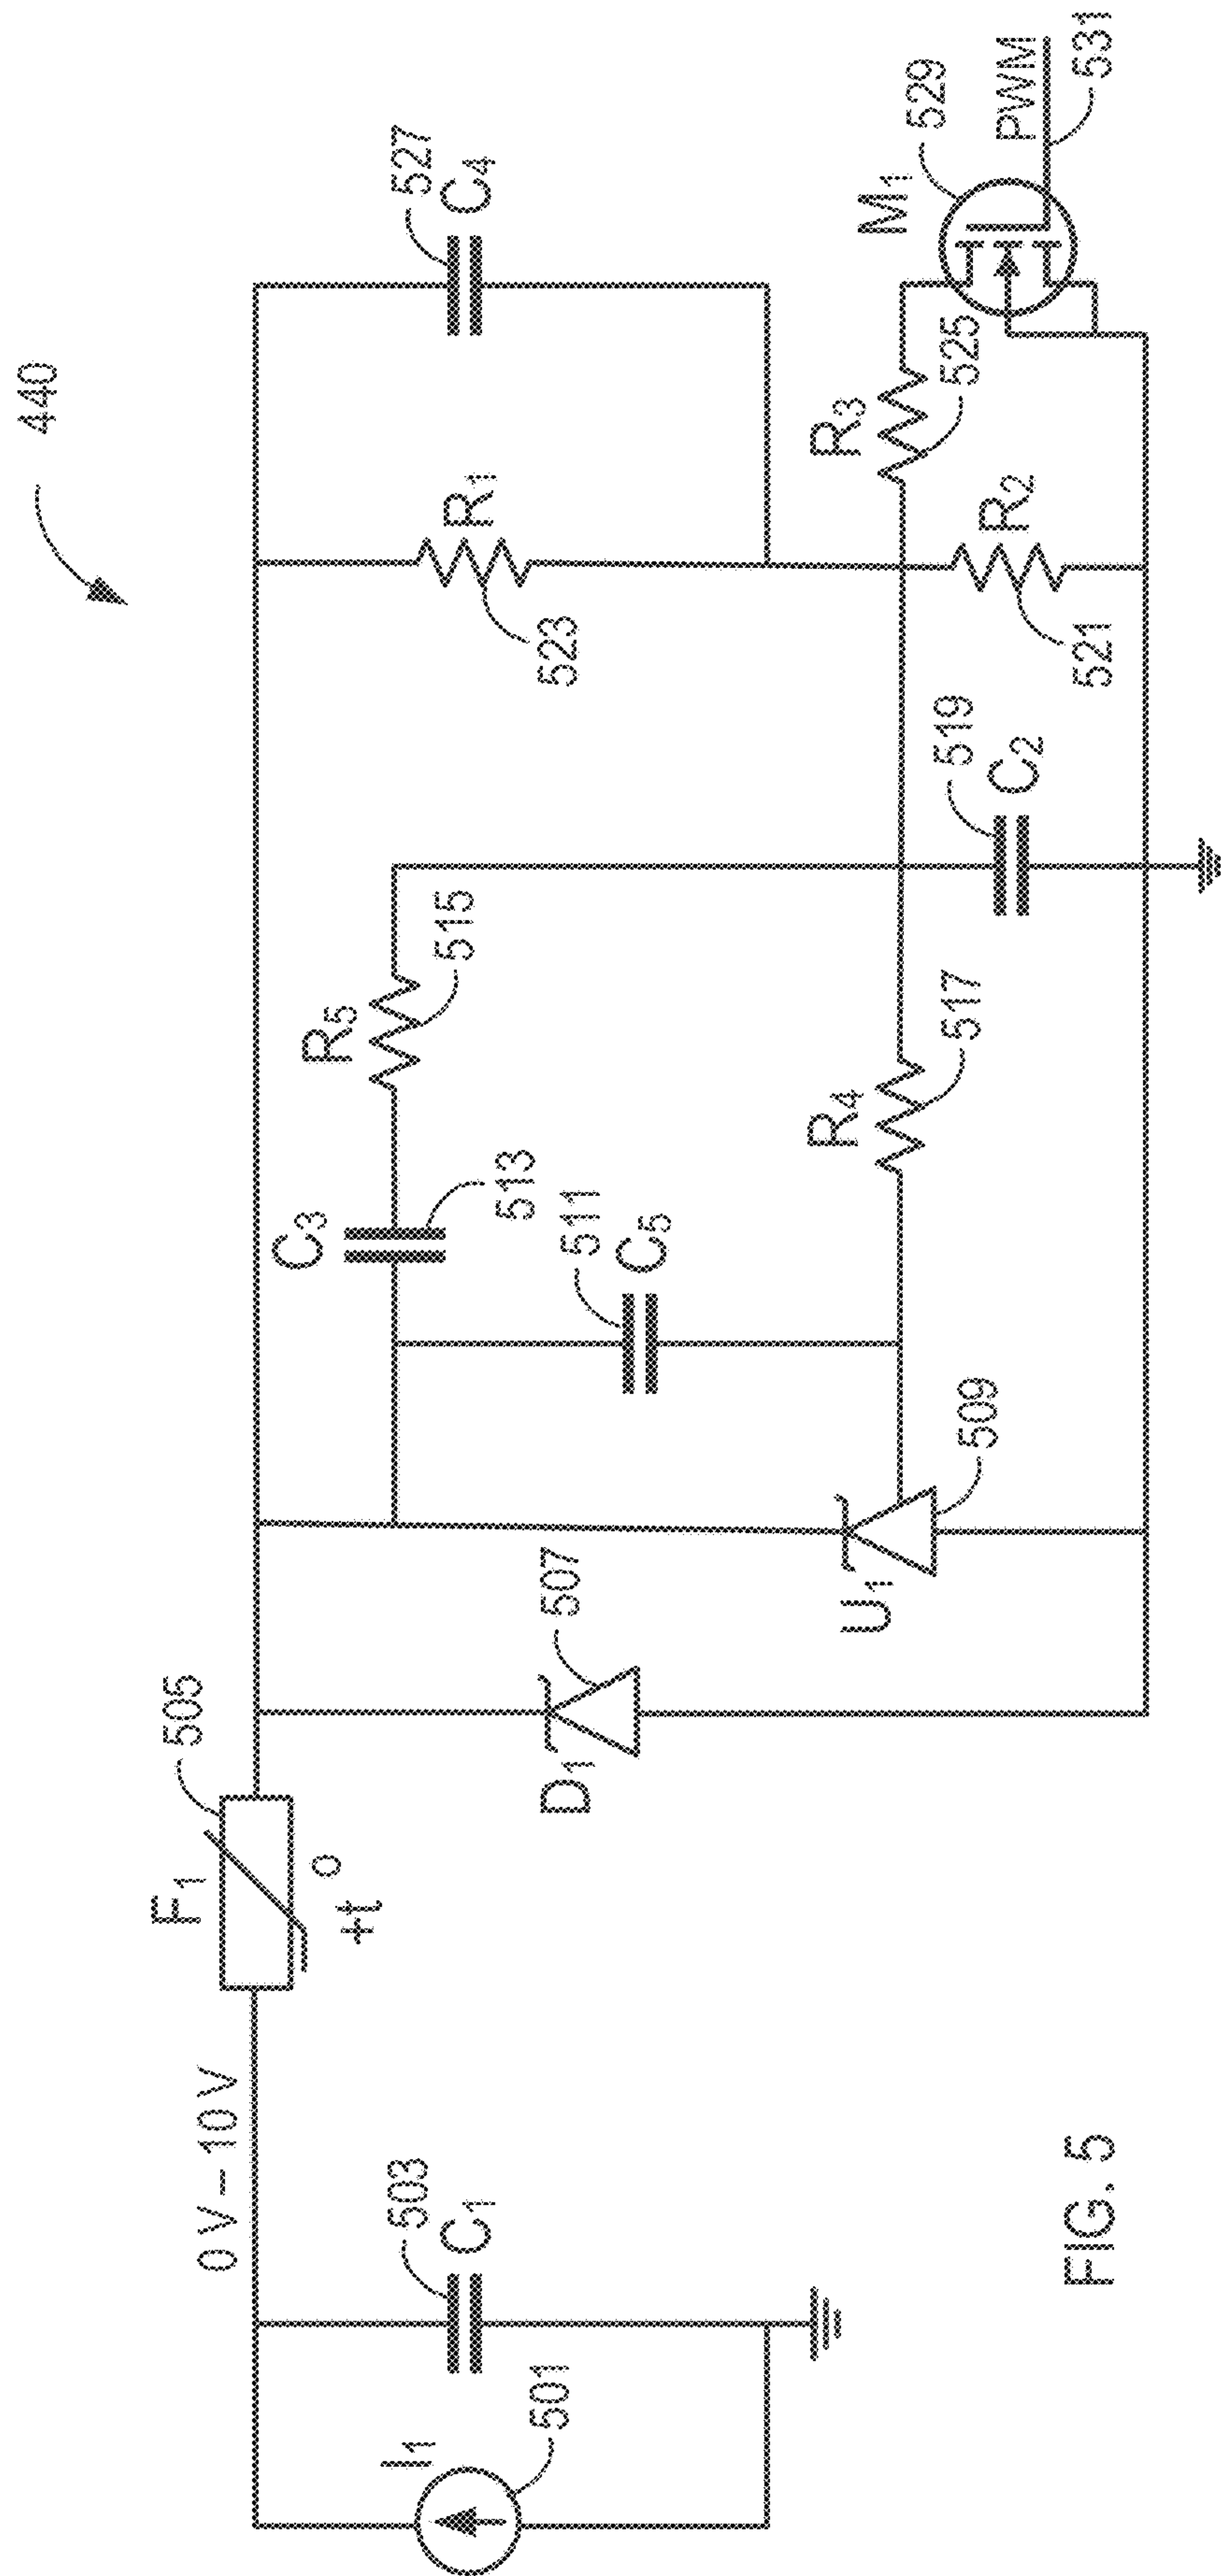 440
0 V – 10 V
F1
505
+t°
I1
501
503
C1
D1
507
U1
509
C3
513
511
C5
R5
515
R4
517
519
C2
R1
523
R2
521
R3
525
527
C4
M1
529
PWM
531
FIG. 5